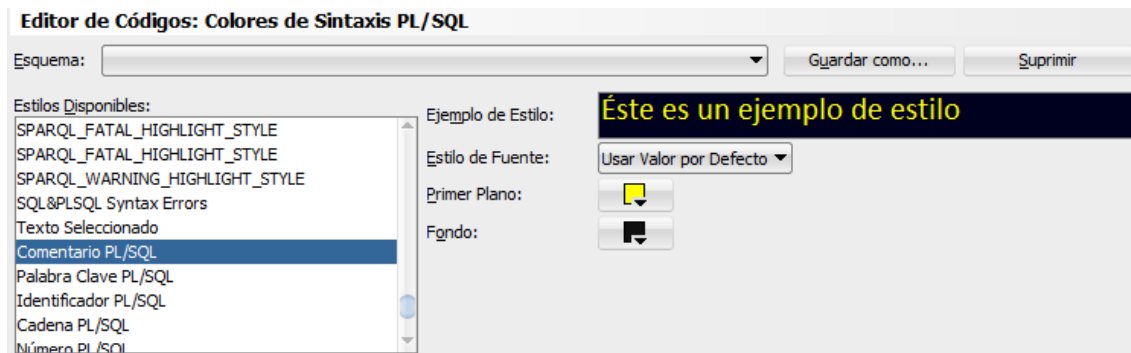 Editor de Códigos: Colores de Sintaxis PL/SQL
Esquema:
Guardar como...
Suprimir
Estilos Disponibles:
SPARQL_FATAL_HIGHLIGHT_STYLE
SPARQL_FATAL_HIGHLIGHT_STYLE
SPARQL_WARNING_HIGHLIGHT_STYLE
SQL&PLSQL Syntax Errors
Texto Seleccionado
Comentario PL/SQL
Palabra Clave PL/SQL
Identificador PL/SQL
Cadena PL/SQL
Número PL/SQL
Ejemplo de Estilo:
Éste es un ejemplo de estilo
Estilo de Fuente:
Usar Valor por Defecto
Primer Plano:
Fondo: